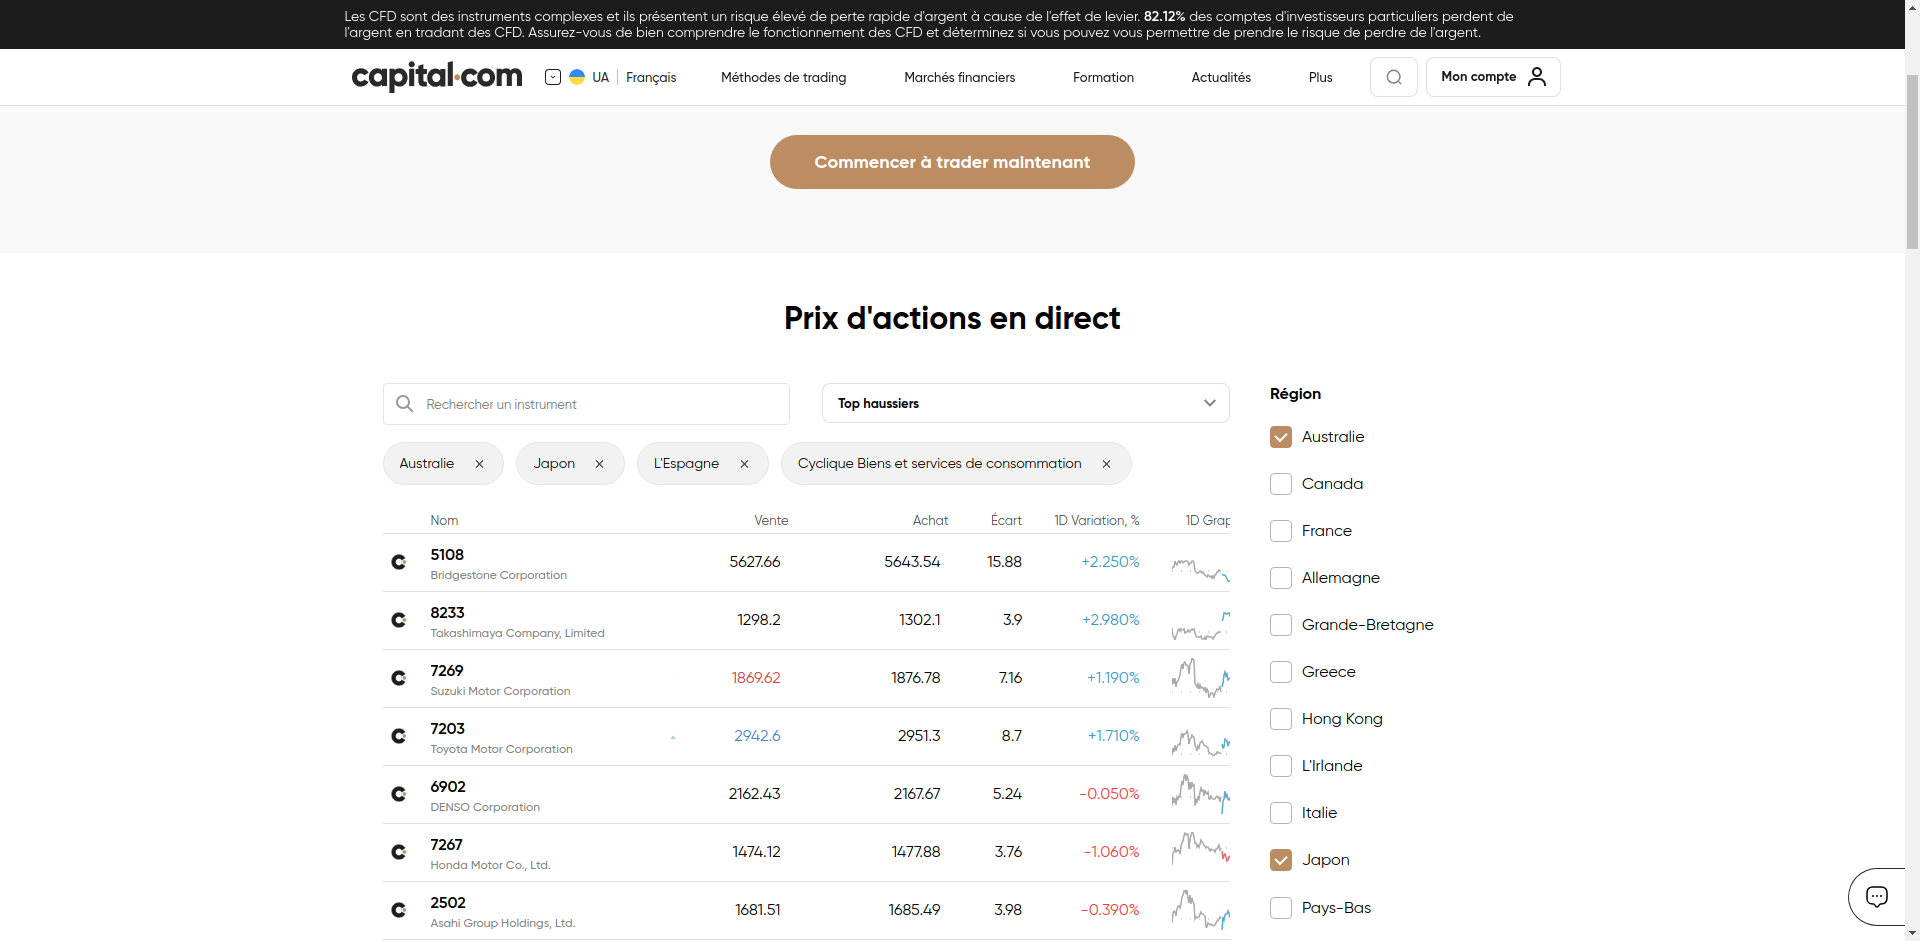 Les CFD sont des instruments complexes et ils présentent un risque élevé de perte rapide d'argent à cause de l'effet de levier. 82.12% des comptes d'investisseurs particuliers perdent de
l'argent en tradant des CFD. Assurez-vous de bien comprendre le fonctionnement des CFD et déterminez si vous pouvez vous permettre de prendre le risque de perdre de l'argent.
capital.com UA Français Méthodes de trading Marchés financiers Formation Actualités Plus Mon compte
Commencer à trader maintenant
Prix d'actions en direct
Rechercher un instrument
Top haussiers
Australie Japon L'Espagne Cyclique Biens et services de consommation
Nom Vente Achat Écart 1D Variation, % 1D Grap
5108 5627.66 5643.54 15.88 +2.250%
Bridgestone Corporation
8233 1298.2 1302.1 3.9 +2.980%
Takashimaya Company, Limited
7269 1869.62 1876.78 7.16 +1.190%
Suzuki Motor Corporation
7203 2942.6 2951.3 8.7 +1.710%
Toyota Motor Corporation
6902 2162.43 2167.67 5.24 -0.050%
DENSO Corporation
7267 1474.12 1477.88 3.76 -1.060%
Honda Motor Co., Ltd.
2502 1681.51 1685.49 3.98 -0.390%
Asahi Group Holdings, Ltd.
Région
Australie
Canada
France
Allemagne
Grande-Bretagne
Greece
Hong Kong
L'Irlande
Italie
Japon
Pays-Bas